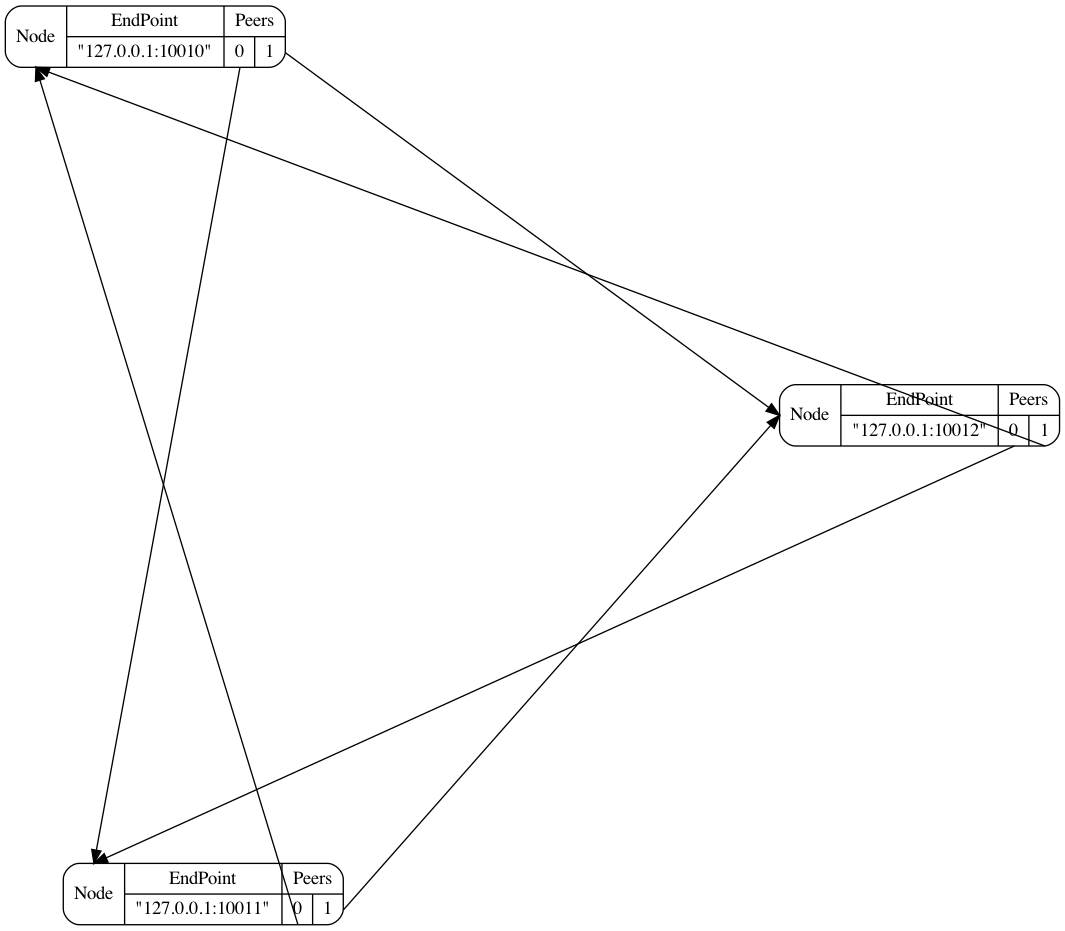 Node EndPoint Peers
"127.0.0.1:10010" 0 1
Node EndPoint Peers
"127.0.0.1:10012" 0 1
Node EndPoint Peers
"127.0.0.1:10011" 0 1